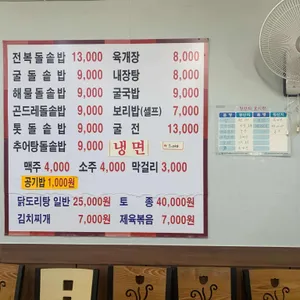 전복돌솥밥 13,000 육개장 8,000
굴 돌솥밥 9,000 내장탕 8,000
해물돌솥밥 9,000 굴국밥 8,000
곤드레돌솥밥 9,000 보리밥(셀프) 7,000
톳 돌솥밥 9,000 굴 전 13,000
추어탕돌솥밥 9,000 냉면
맥주 4,000 소주 4,000 막걸리 3,000
공기밥 1,000원
닭도리탕 일반 25,000원 토 종 40,000원
김치찌개 7,000원 제육볶음 7,000원